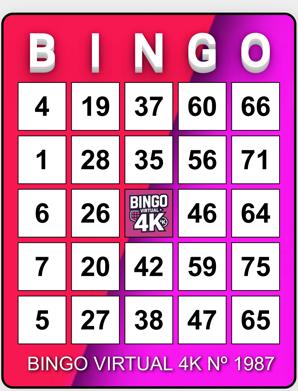 B I N G O
4 19 37 60 66
1 28 35 56 71
6 26 BINGO VIRTUAL 4K 46 64
7 20 42 59 75
5 27 38 47 65
BINGO VIRTUAL 4K Nº 1987